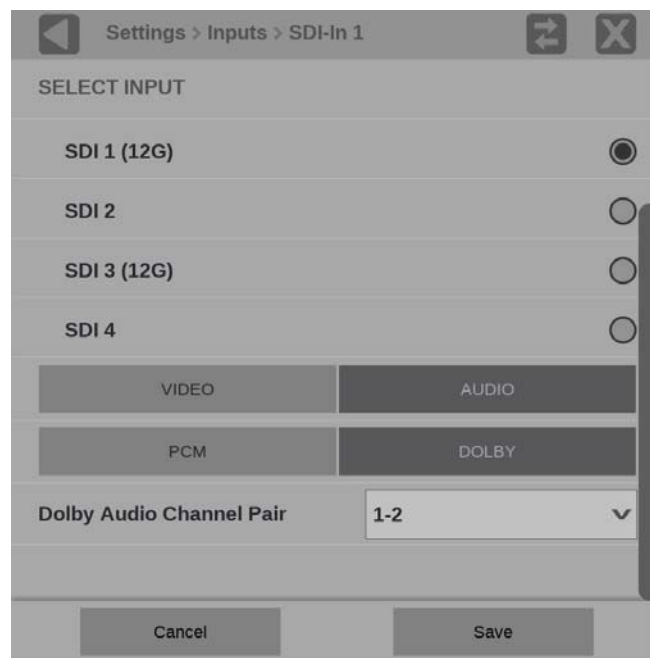 Settings > Inputs > SDI-In 1
SELECT INPUT
SDI 1 (12G)
SDI 2
SDI 3 (12G)
SDI 4
VIDEO AUDIO
PCM DOLBY
Dolby Audio Channel Pair 1-2
Cancel Save